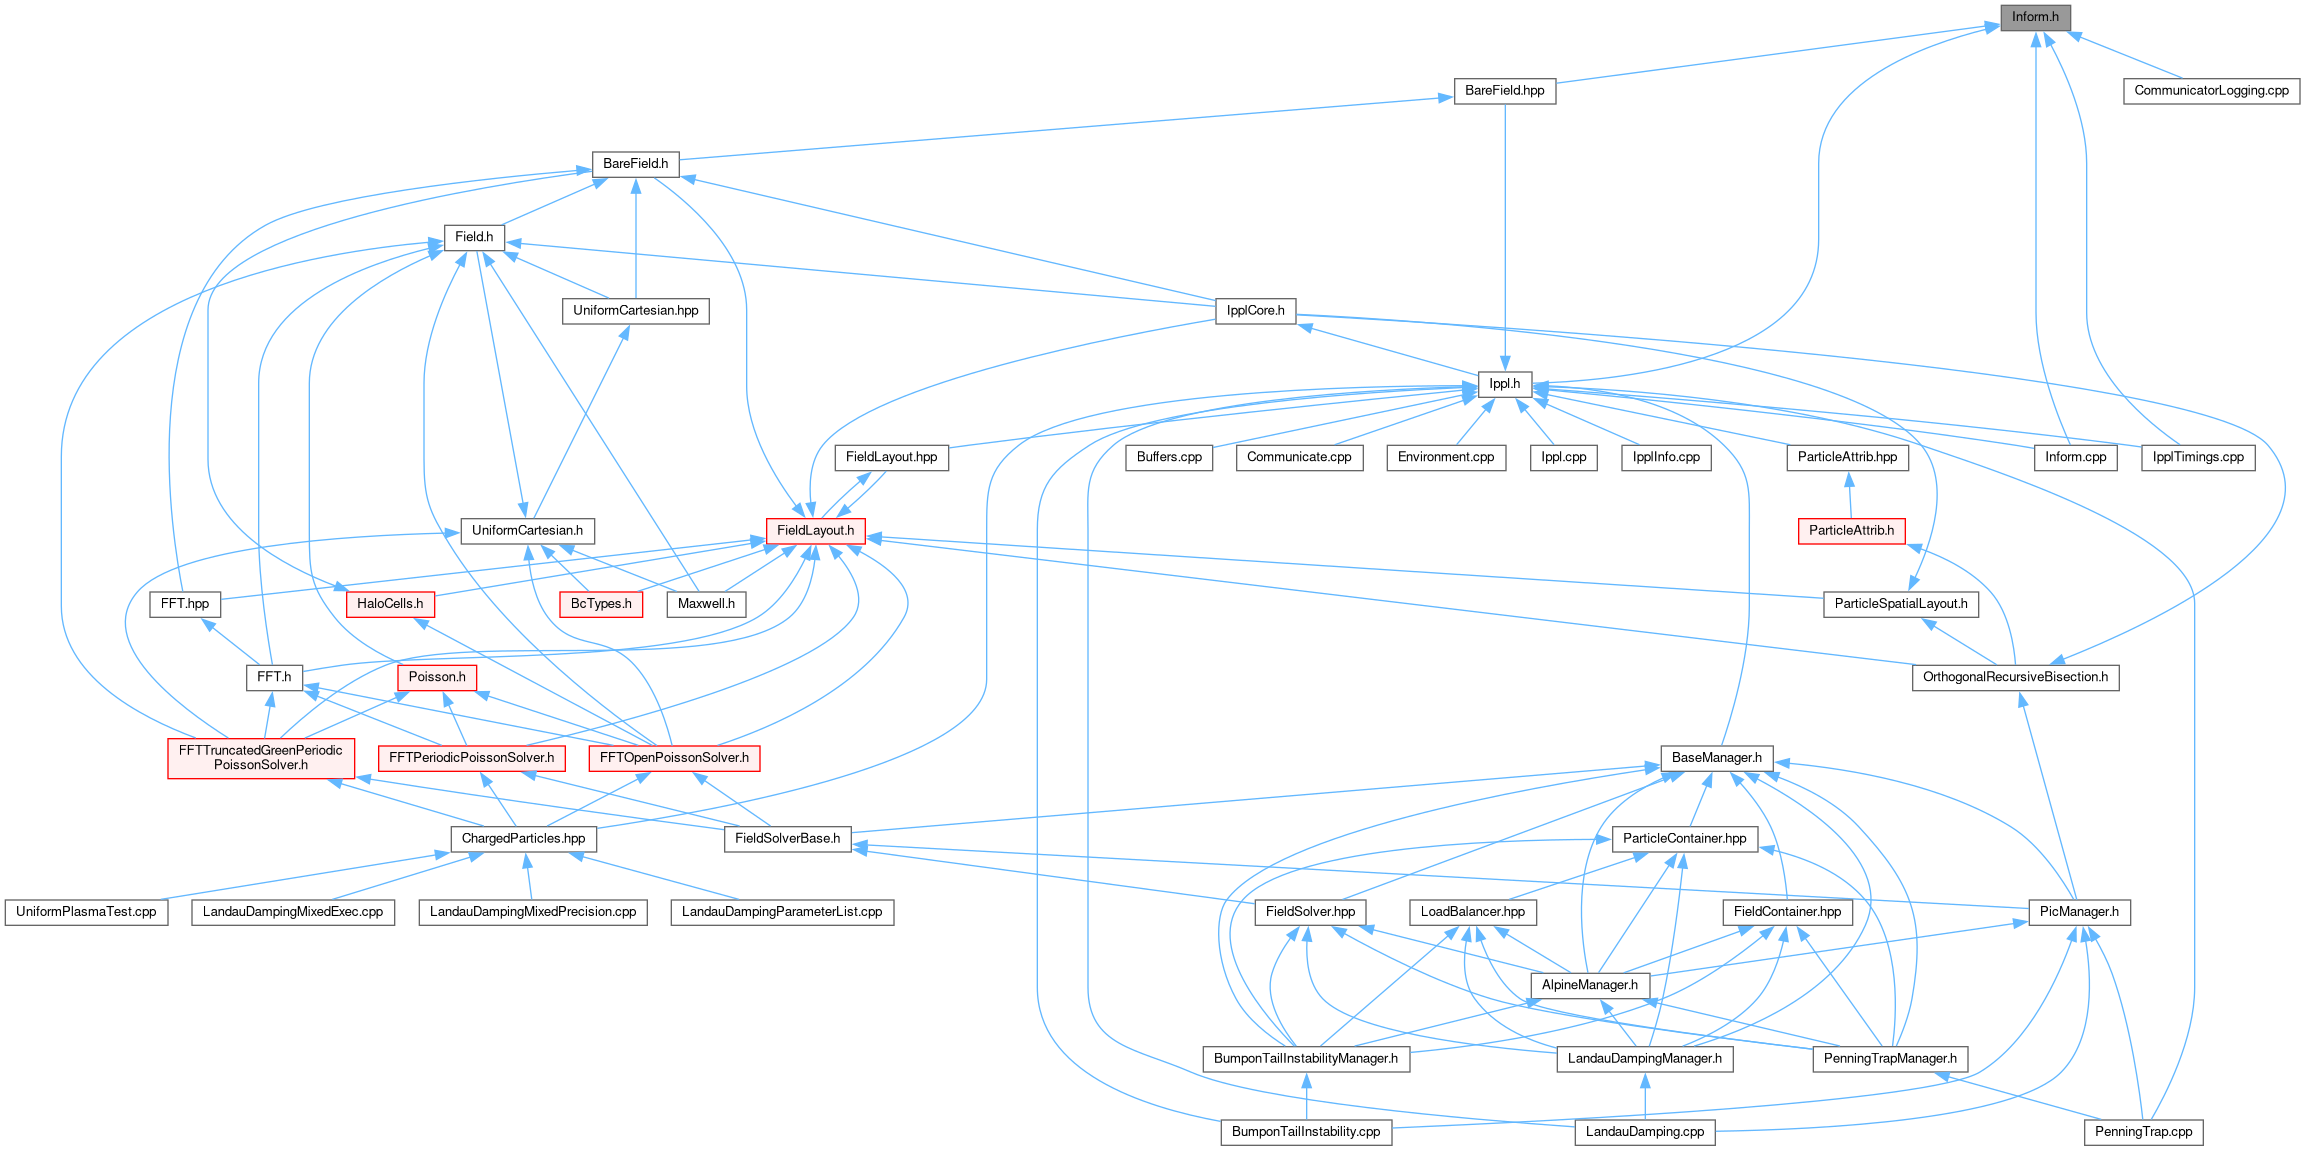 Inform.h
BareField.hpp
CommunicatorLogging.cpp
BareField.h
Field.h
UniformCartesian.hpp
IpplCore.h
Ippl.h
FieldLayout.hpp
Buffers.cpp
Communicate.cpp
Environment.cpp
Ippl.cpp
IpplInfo.cpp
ParticleAttrib.hpp
Inform.cpp
IpplTimings.cpp
UniformCartesian.h
FieldLayout.h
ParticleAttrib.h
FFT.hpp
HaloCells.h
BcTypes.h
Maxwell.h
ParticleSpatialLayout.h
FFT.h
Poisson.h
OrthogonalRecursiveBisection.h
FFTTruncatedGreenPeriodic
PoissonSolver.h
FFTPeriodicPoissonSolver.h
FFTOpenPoissonSolver.h
BaseManager.h
ChargedParticles.hpp
FieldSolverBase.h
ParticleContainer.hpp
UniformPlasmaTest.cpp
LandauDampingMixedExec.cpp
LandauDampingMixedPrecision.cpp
LandauDampingParameterList.cpp
FieldSolver.hpp
LoadBalancer.hpp
FieldContainer.hpp
PicManager.h
AlpineManager.h
BumponTailInstabilityManager.h
LandauDampingManager.h
PenningTrapManager.h
BumponTailInstability.cpp
LandauDamping.cpp
PenningTrap.cpp